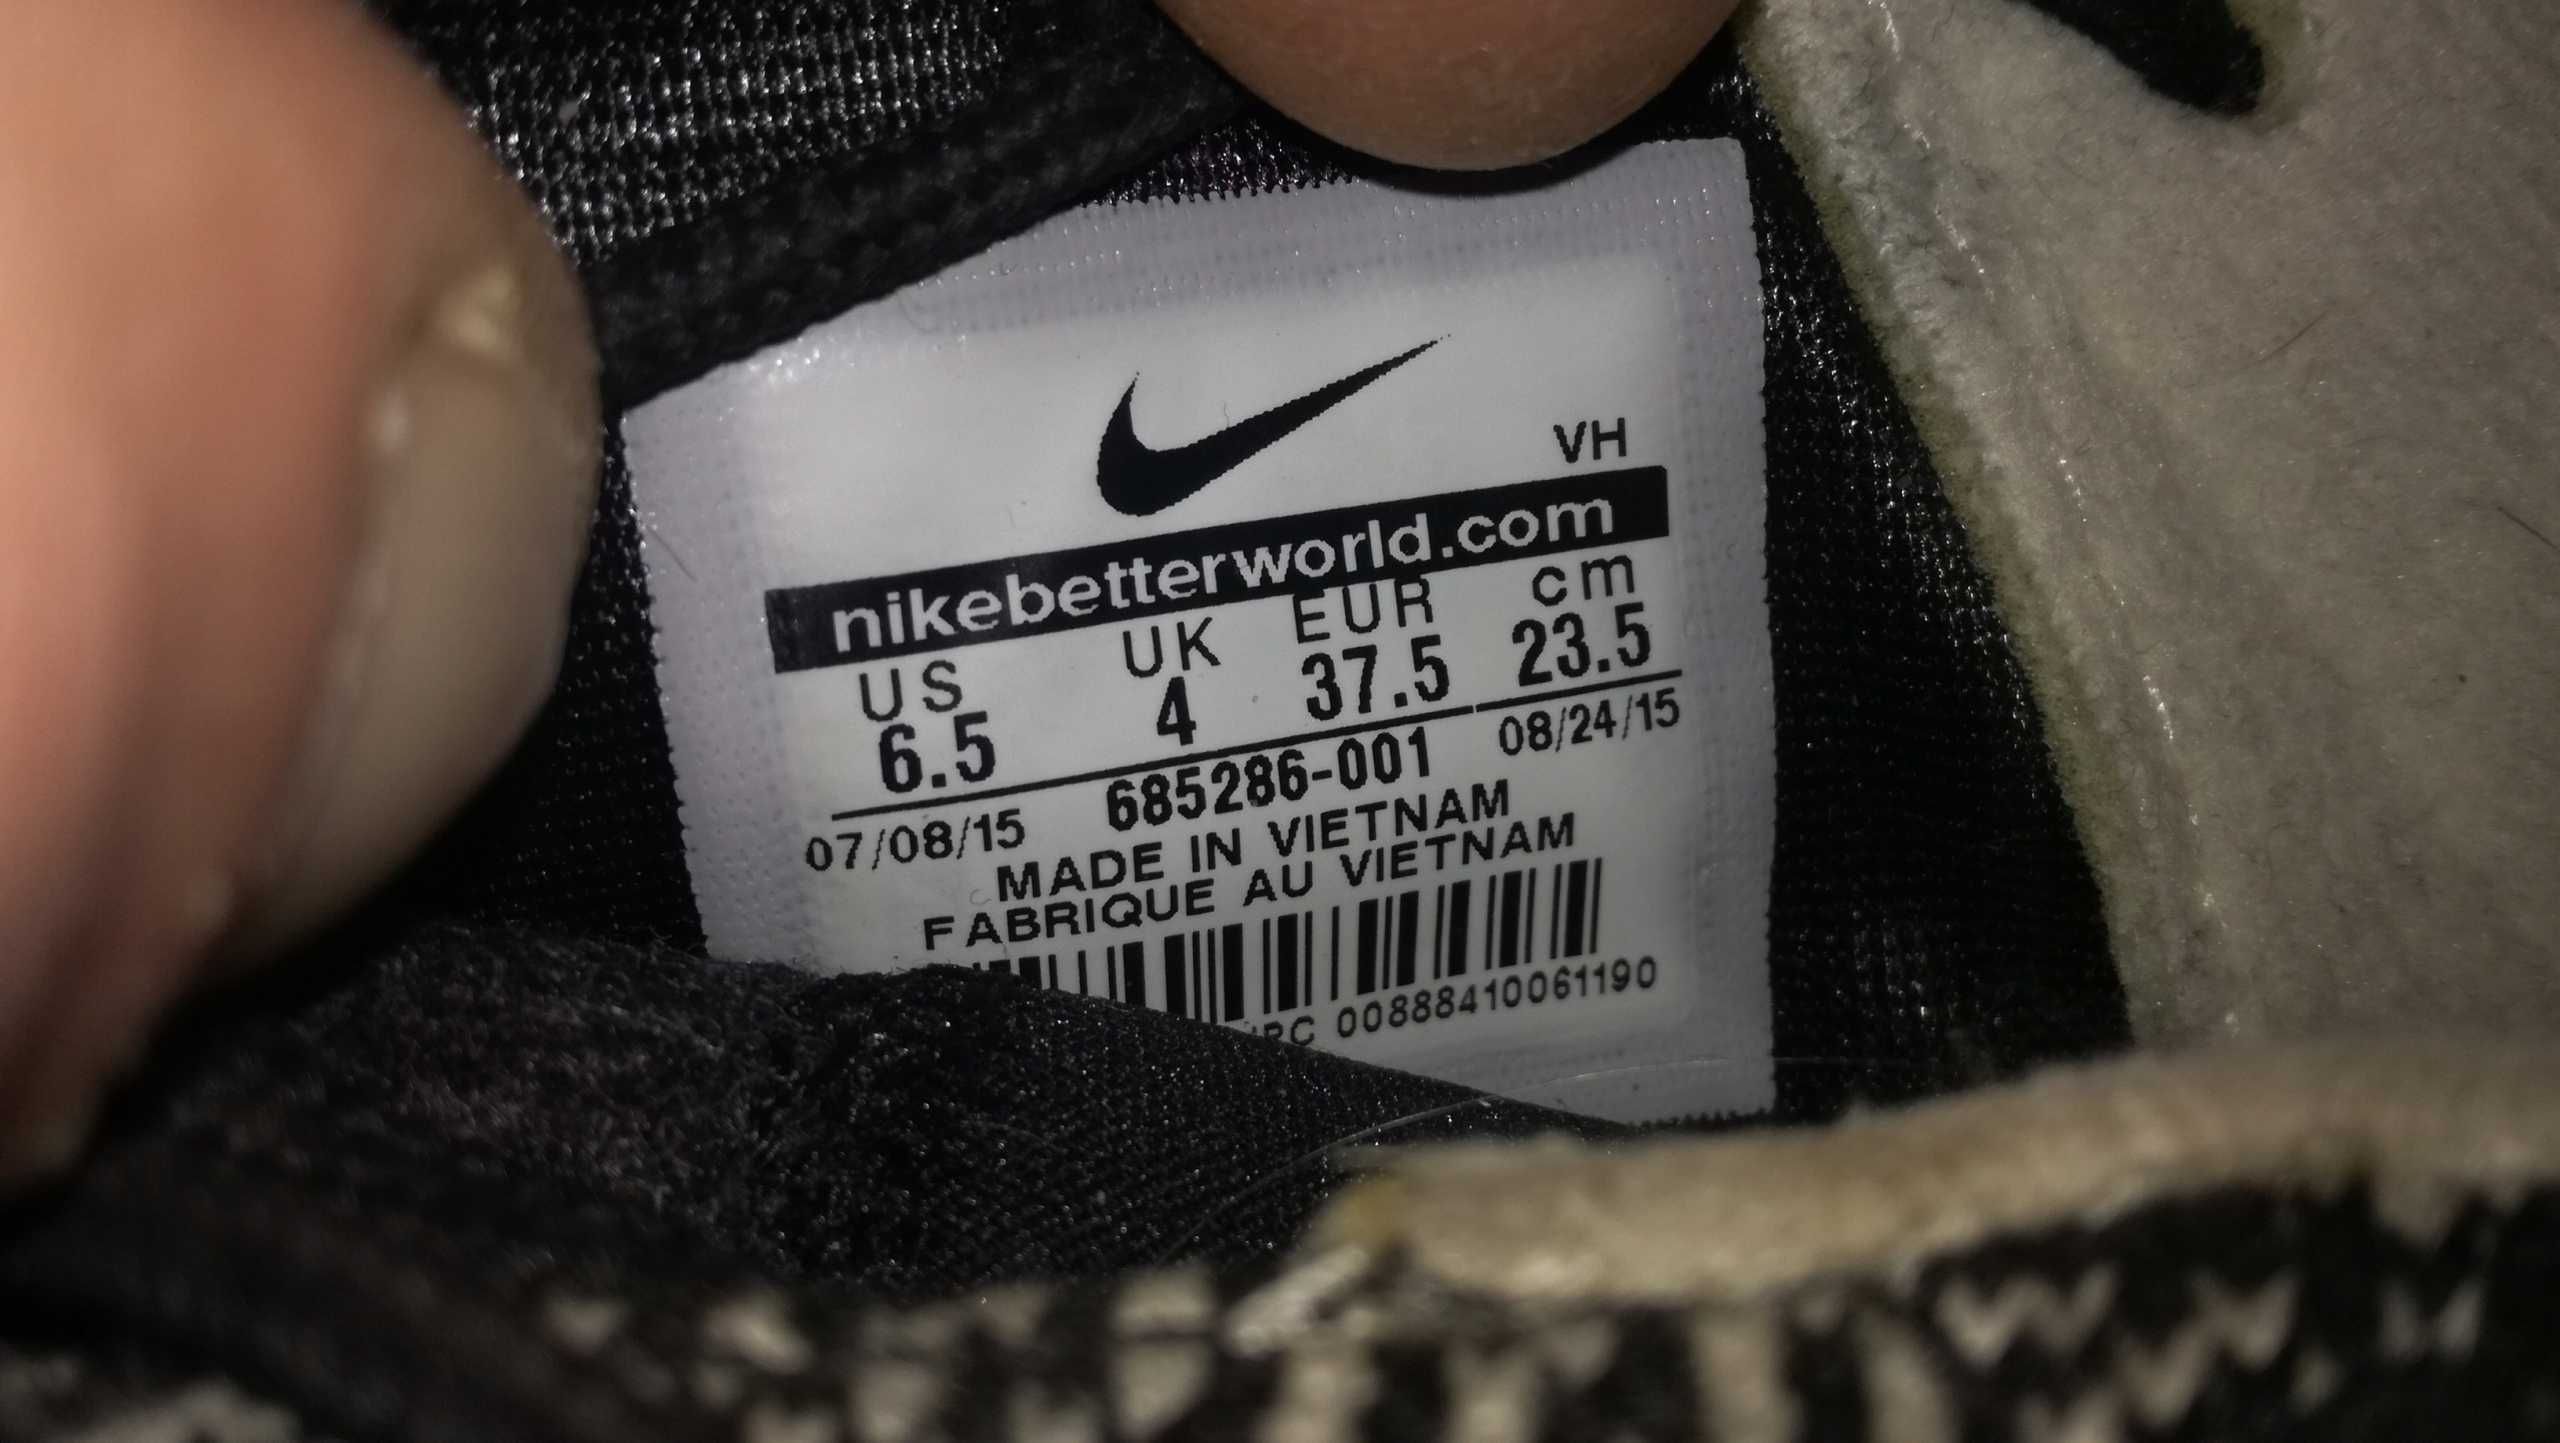 VH
nikebetterworld.com
US UK EUR cm
6.5 4 37.5 23.5
07/08/15 685286-001 08/24/15
MADE IN VIETNAM
FABRIQUE AU VIETNAM
00888410061190